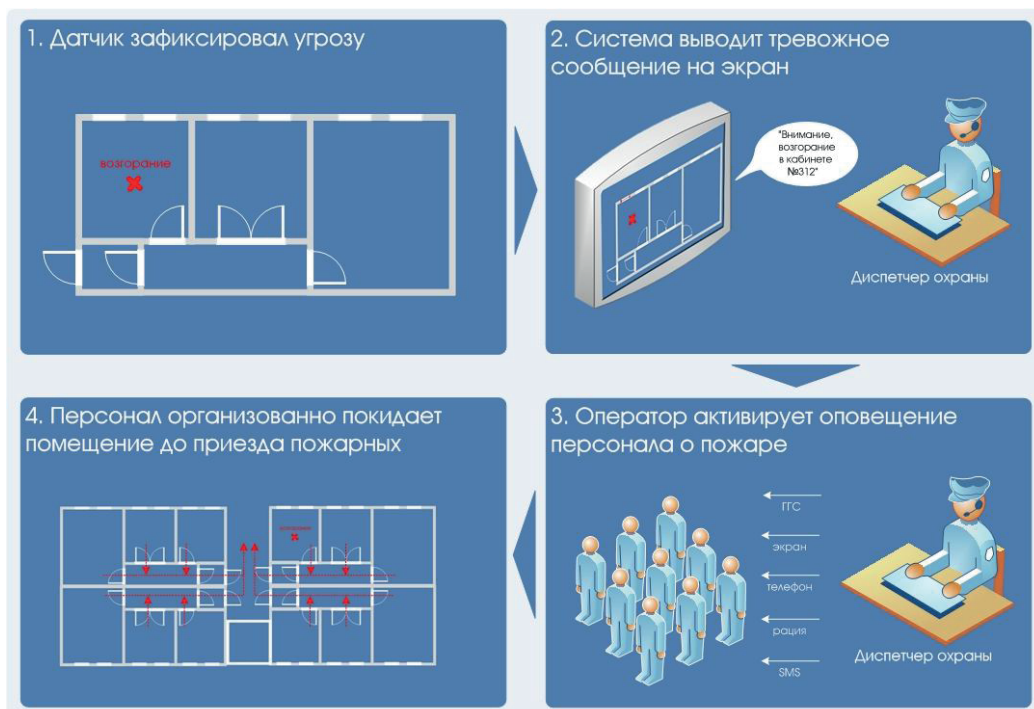 1. Датчик зафиксировал угрозу
возгорание
2. Система выводит тревожное
сообщение на экран
"Внимание,
возгорание
в кабинете
№312"
Диспетчер охраны
3. Оператор активирует оповещение
персонала о пожаре
ГГС
экран
телефон
рация
SMS
Диспетчер охраны
4. Персонал организованно покидает
помещение до приезда пожарных
возгорание